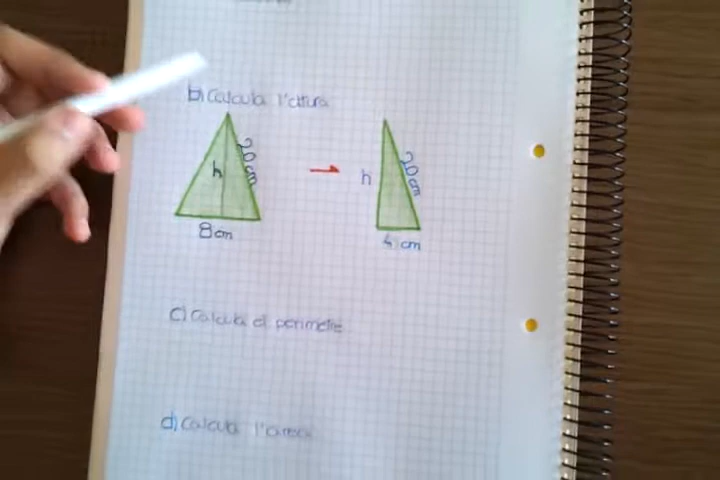 b) Calcula l'altura
20 cm
h
8 cm
h
20 cm
4 cm
c) Calcula el perímetre
d) Calcula l'àrea